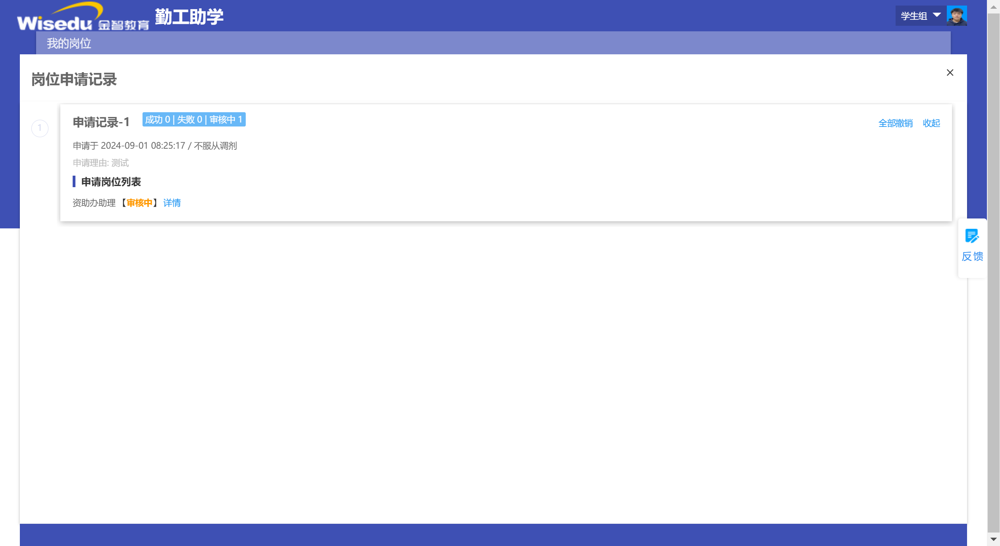 Wisedu 金智教育 勤工助学
学生组
我的岗位
岗位申请记录
1
申请记录-1 成功 0 | 失败 0 | 审核中 1
全部撤销 收起
申请于 2024-09-01 08:25:17 / 不服从调剂
申请理由: 测试
申请岗位列表
资助办助理 【审核中】 详情
反馈